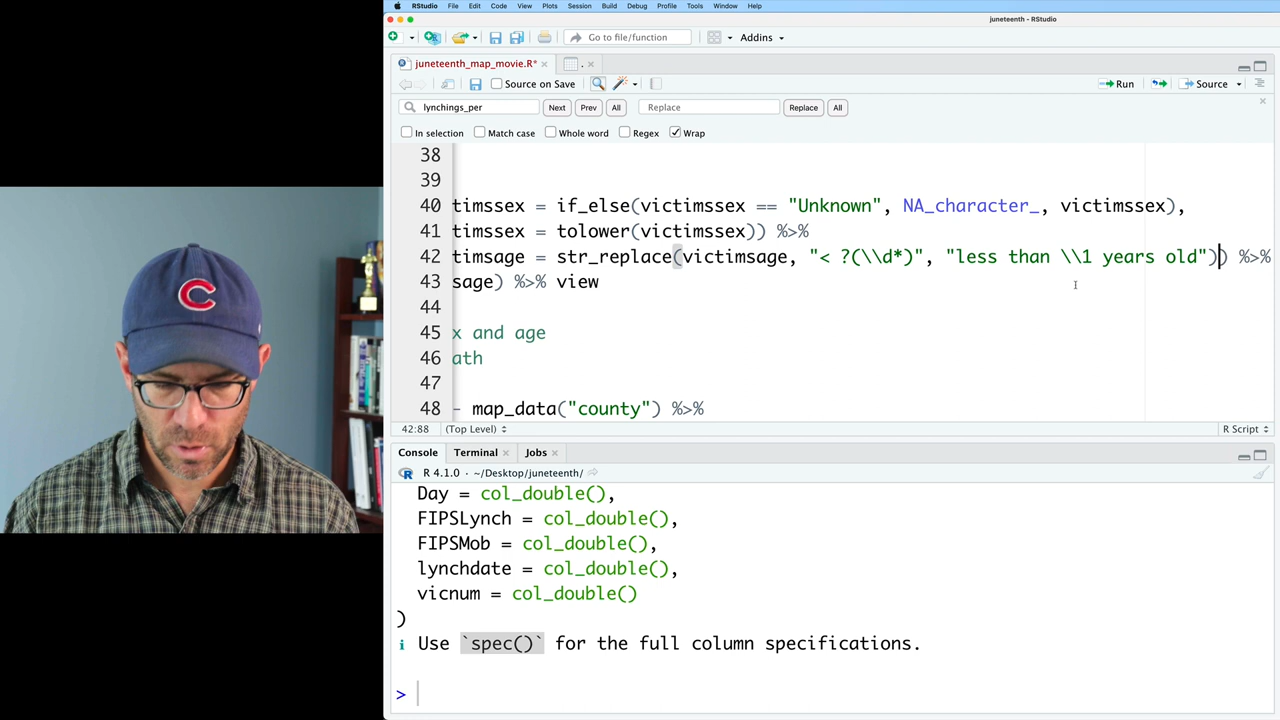 RStudio File Edit Code View Plots Session Build Debug Profile Tools Window Help
juneteenth - RStudio
Go to file/function Addins
juneteenth_map_movie.R* .
Source on Save Run Source
lynchings_per Next Prev All Replace Replace All
In selection Match case Whole word Regex Wrap
38
39
40 timssex = if_else(victimssex == "Unknown", NA_character_, victimssex),
41 timssex = tolower(victimssex)) %>%
42 timsage = str_replace(victimsage, "< ?(\\d*)", "less than \\1 years old")) %>%
43 sage) %>% view
44
45 x and age
46 ath
47
48 - map_data("county") %>%
42:88 (Top Level) R Script
Console Terminal Jobs
R 4.1.0 · ~/Desktop/juneteenth/
Day = col_double(),
FIPSLynch = col_double(),
FIPSMob = col_double(),
lynchdate = col_double(),
vicnum = col_double()
)
i Use `spec()` for the full column specifications.
>
C